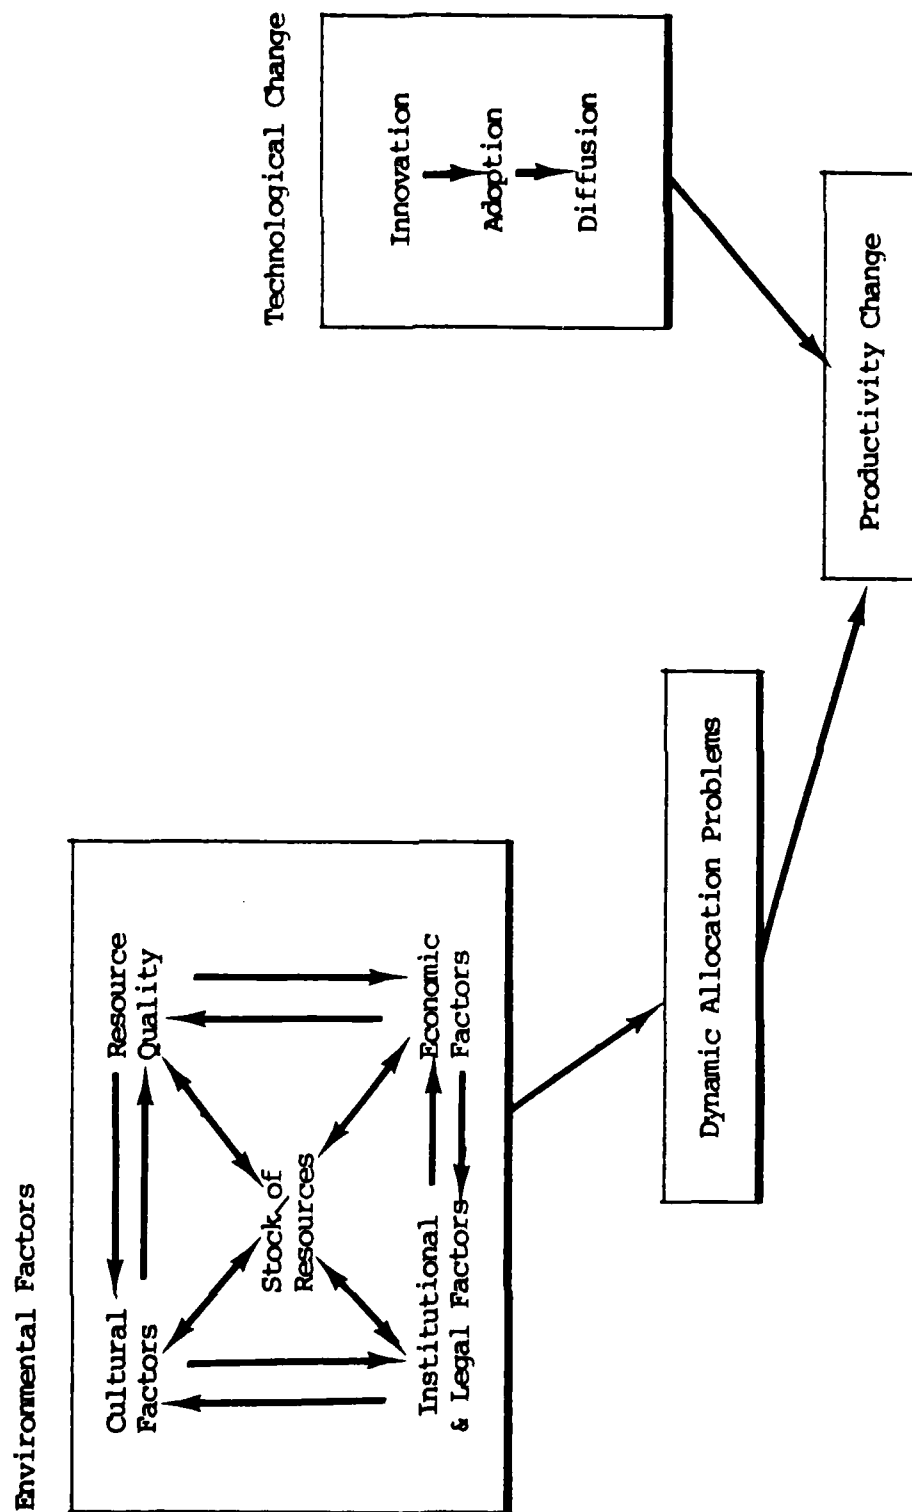 Environmental Factors
Cultural
Factors
Resource
Quality
Stock of
Resources
Institutional
& Legal Factors
Economic
Factors
Technological Change
Innovation
Adoption
Diffusion
Dynamic Allocation Problems
Productivity Change